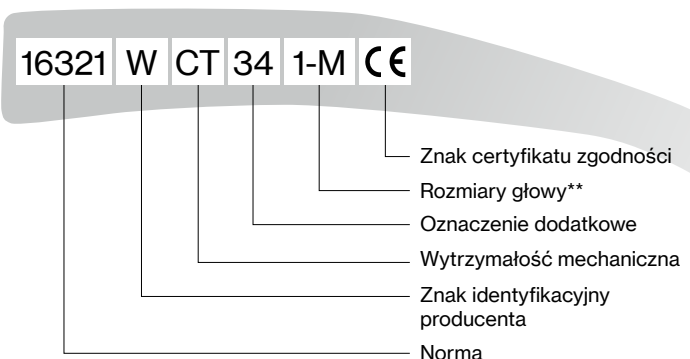 16321 W CT 34 1-M CE
Znak certyfikatu zgodności
Rozmiary głowy**
Oznaczenie dodatkowe
Wytrzymałość mechaniczna
Znak identyfikacyjny
producenta
Norma